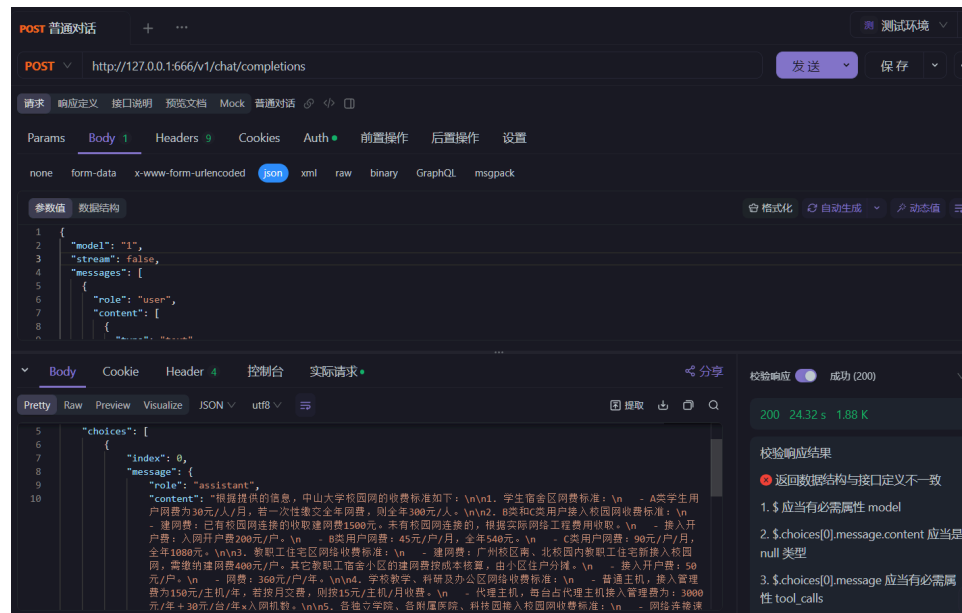 POST 普通对话
测 测试环境
POST http://127.0.0.1:666/v1/chat/completions 发送 保存
请求 响应定义 接口说明 预览文档 Mock 普通对话
Params Body 1 Headers 9 Cookies Auth 前置操作 后置操作 设置
none form-data x-www-form-urlencoded json xml raw binary GraphQL msgpack
参数值 数据结构 格式化 自动生成 动态值
1 {
2 "model": "1",
3 "stream": false,
4 "messages": [
5 {
6 "role": "user",
7 "content": [
8 {
Body Cookie Header 4 控制台 实际请求 分享
Pretty Raw Preview Visualize JSON utf8 提取
5 "choices": [
6 {
7 "index": 0,
8 "message": {
9 "role": "assistant",
10 "content": "根据提供的信息，中山大学校园网的收费标准如下：\n\n1. 学生宿舍区网费标准：\n - A类学生用
户网费为30元/人/月，若一次性缴交全年网费，则全年300元/人。\n\n2. B类和C类用户接入校园网收费标准：\n
- 建网费：已有校园网连接的收取建网费1500元。未有校园网连接的，根据实际网络工程费用收取。\n - 接入开
户费：入网开户费200元/户。\n - B类用户网费：45元/户/月，全年540元。\n - C类用户网费：90元/户/月，
全年1080元。\n\n3. 教职工住宅区网络收费标准：\n - 建网费：广州校区南、北校园内教职工住宅新接入校园
网，需缴纳建网费400元/户。其它教职工宿舍小区的建网费按成本核算，由小区住户分摊。\n - 接入开户费：50
元/户。\n - 网费：360元/户/年。\n\n4. 学校教学、科研及办公区网络收费标准：\n - 普通主机，接入管理
费为150元/主机/年，若按月交费，则按15元/主机/月收费。\n - 代理主机，每台占代理主机接入管理费为：3000
元/年＋30元/台/年×入网机数。\n\n5. 各独立学院、各附属医院、科技园接入校园网收费标准：\n - 网络连接速
校验响应 成功 (200)
200 24.32 s 1.88 K
校验响应结果
返回数据结构与接口定义不一致
1. $ 应当有必需属性 model
2. $.choices[0].message.content 应当是
null 类型
3. $.choices[0].message 应当有必需属
性 tool_calls